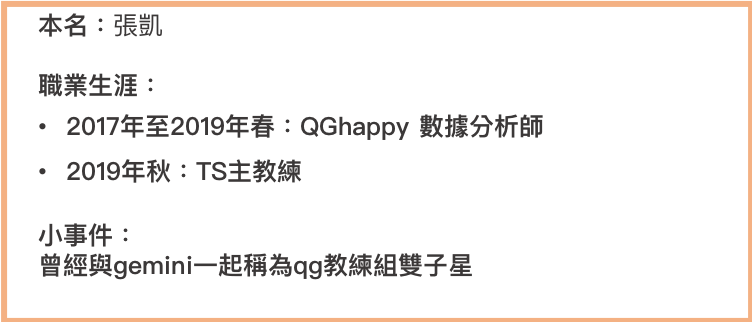 本名：張凱
職業生涯：
• 2017年至2019年春：QGhappy 數據分析師
• 2019年秋：TS主教練
小事件：
曾經與gemini一起稱為qg教練組雙子星